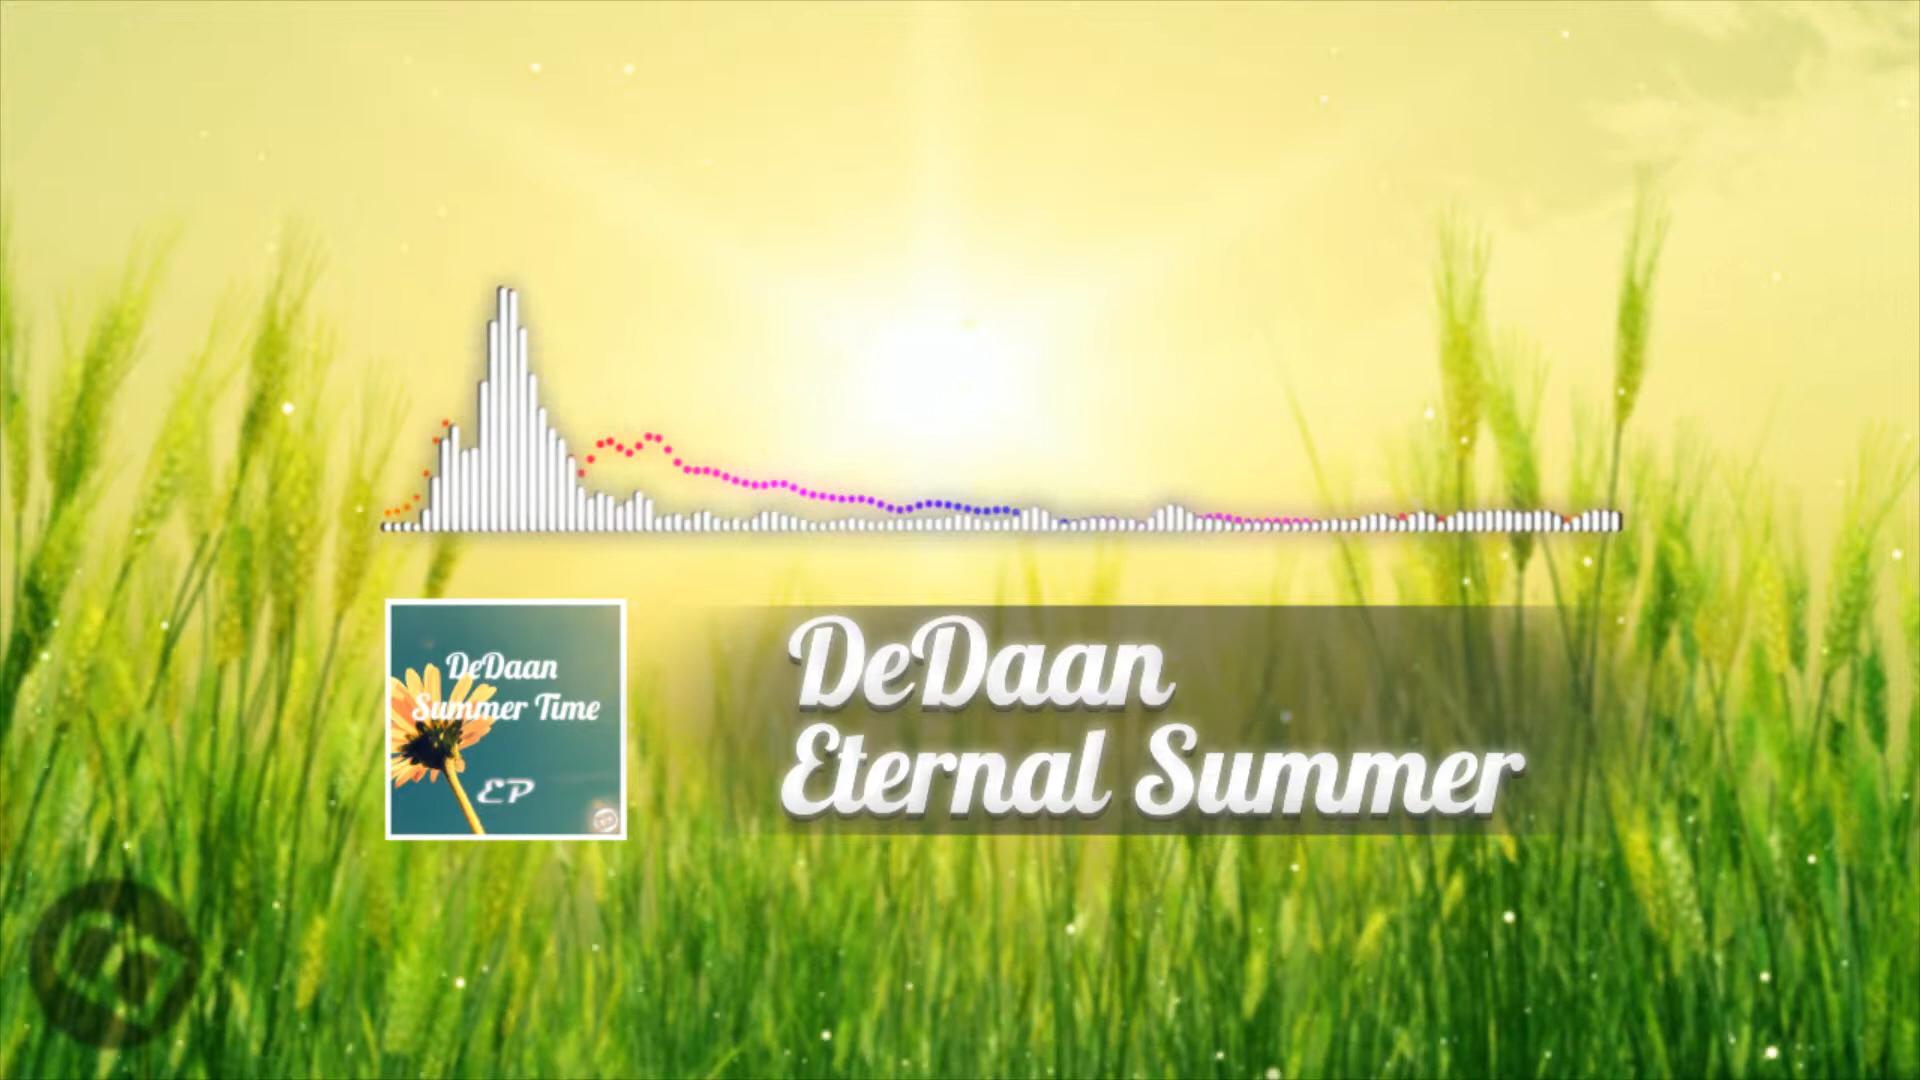 DeDaan
Summer Time
EP
DeDaan
Eternal Summer